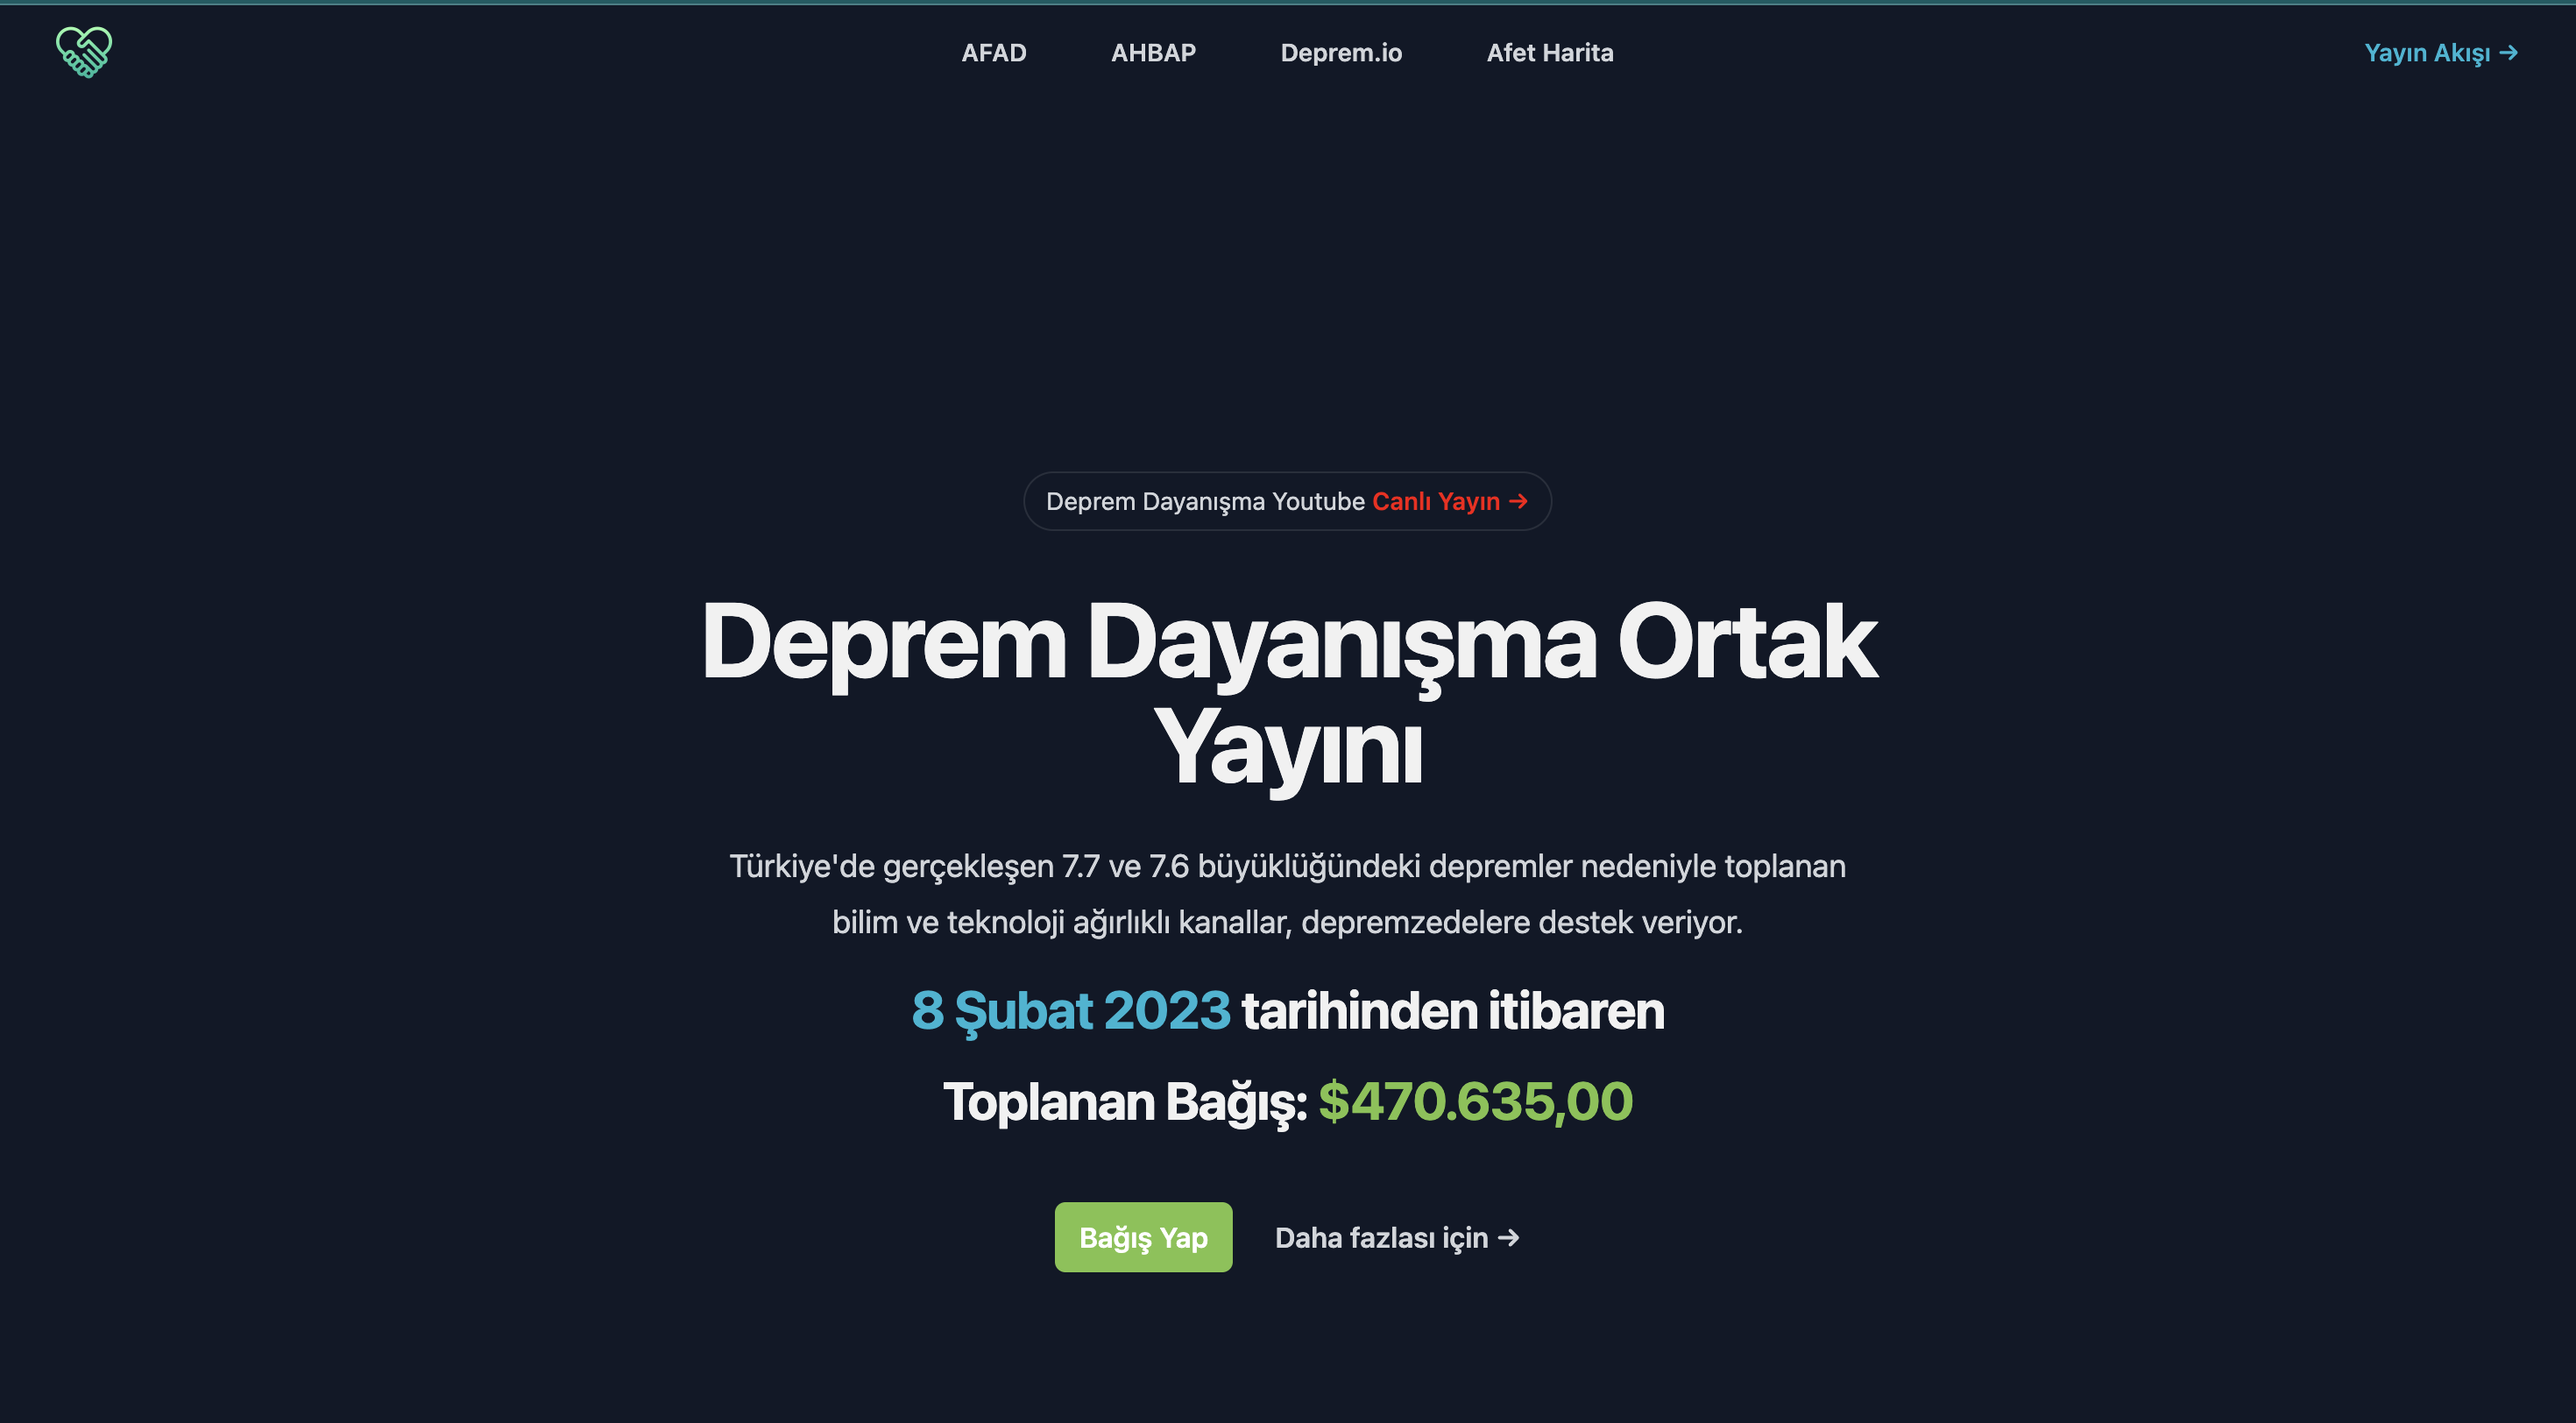 AFAD AHBAP Deprem.io Afet Harita Yayın Akışı →
Deprem Dayanışma Youtube Canlı Yayın →
Deprem Dayanışma Ortak
Yayını
Türkiye'de gerçekleşen 7.7 ve 7.6 büyüklüğündeki depremler nedeniyle toplanan
bilim ve teknoloji ağırlıklı kanallar, depremzedelere destek veriyor.
8 Şubat 2023 tarihinden itibaren
Toplanan Bağış: $470.635,00
Bağış Yap Daha fazlası için →